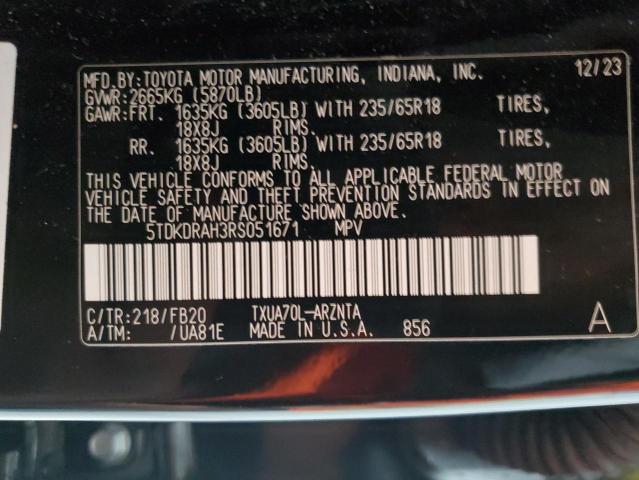 MFD.BY:TOYOTA MOTOR MANUFACTURING, INDIANA, INC. 12/23
GVWR:2665KG (5870LB)
GAWR:FRT. 1635KG (3605LB) WITH 235/65R18 TIRES,
18X8J RIMS.
RR. 1635KG (3605LB) WITH 235/65R18 TIRES,
18X8J RIMS.
THIS VEHICLE CONFORMS TO ALL APPLICABLE FEDERAL MOTOR
VEHICLE SAFETY AND THEFT PREVENTION STANDARDS IN EFFECT ON
THE DATE OF MANUFACTURE SHOWN ABOVE.
5TDKDRAH3RS051671 MPV
C/TR:218/FB20 TXUA70L-ARZNTA
A/TM: /UA81E MADE IN U.S.A. 856 A